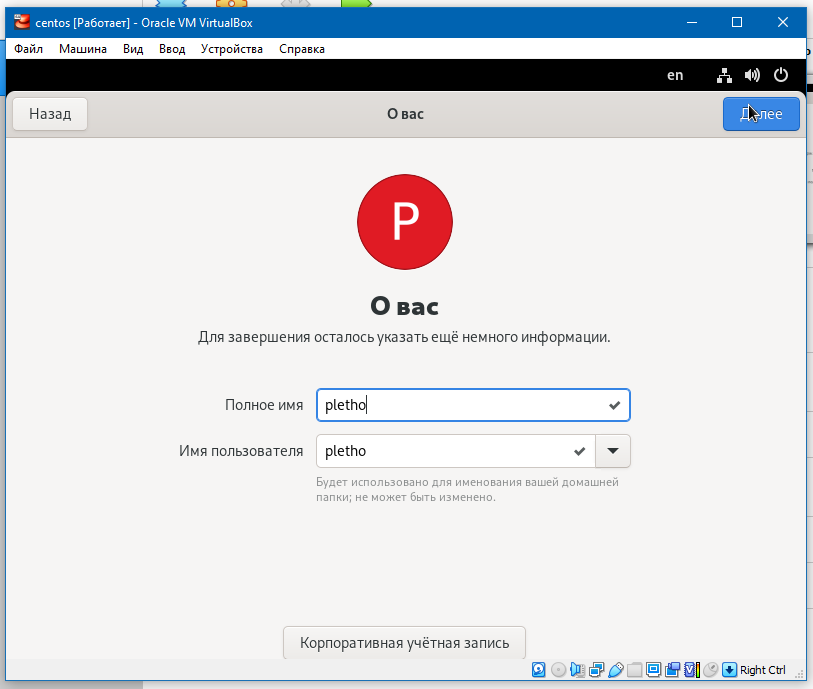 centos [Работает] - Oracle VM VirtualBox
Файл Машина Вид Ввод Устройства Справка
en
Назад О вас Далее
P
О вас
Для завершения осталось указать ещё немного информации.
Полное имя pletho
Имя пользователя pletho
Будет использовано для именования вашей домашней
папки; не может быть изменено.
Корпоративная учётная запись
Right Ctrl